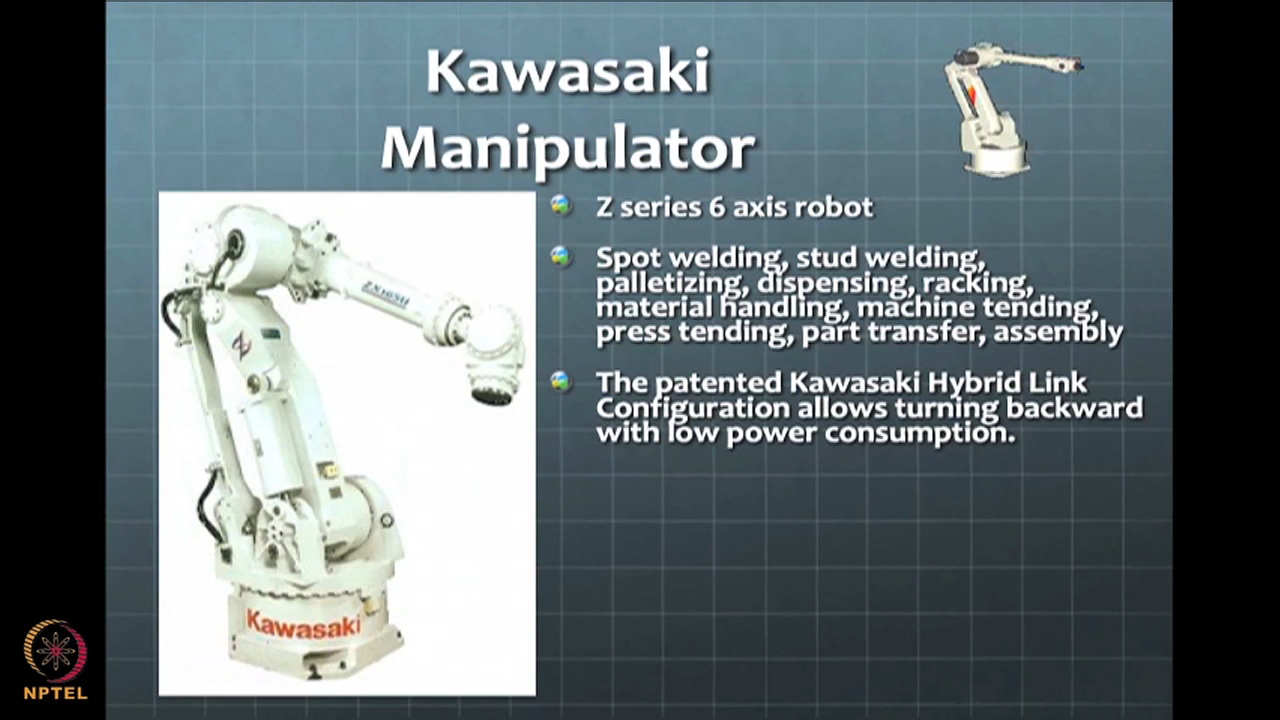 Kawasaki
Manipulator
Z series 6 axis robot
Spot welding, stud welding,
palletizing, dispensing, racking,
material handling, machine tending,
press tending, part transfer, assembly
The patented Kawasaki Hybrid Link
Configuration allows turning backward
with low power consumption.
ZX165U
Kawasaki
NPTEL